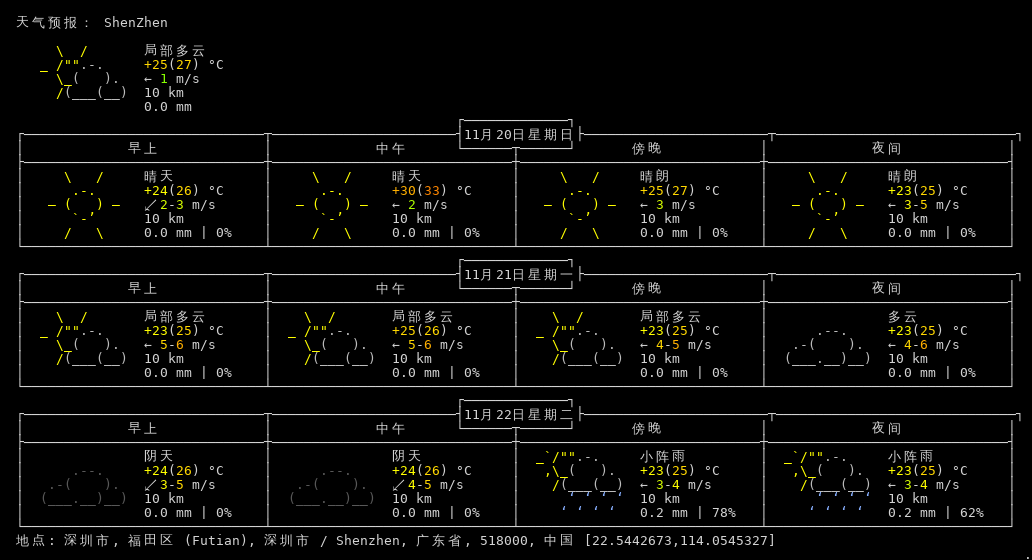 天气预报： ShenZhen
局部多云
+25(27) °C
← 1 m/s
10 km
0.0 mm
11月20日星期日
早上 中午 傍晚 夜间
晴天 晴天 晴朗 晴朗
+24(26) °C +30(33) °C +25(27) °C +23(25) °C
↙ 2-3 m/s ← 2 m/s ← 3 m/s ← 3-5 m/s
10 km 10 km 10 km 10 km
0.0 mm | 0% 0.0 mm | 0% 0.0 mm | 0% 0.0 mm | 0%
11月21日星期一
早上 中午 傍晚 夜间
局部多云 局部多云 局部多云 多云
+23(25) °C +25(26) °C +23(25) °C +23(25) °C
← 5-6 m/s ← 5-6 m/s ← 4-5 m/s ← 4-6 m/s
10 km 10 km 10 km 10 km
0.0 mm | 0% 0.0 mm | 0% 0.0 mm | 0% 0.0 mm | 0%
11月22日星期二
早上 中午 傍晚 夜间
阴天 阴天 小阵雨 小阵雨
+24(26) °C +24(26) °C +23(25) °C +23(25) °C
↙ 3-5 m/s ↙ 4-5 m/s ← 3-4 m/s ← 3-4 m/s
10 km 10 km 10 km 10 km
0.0 mm | 0% 0.0 mm | 0% 0.2 mm | 78% 0.2 mm | 62%
地点: 深圳市, 福田区 (Futian), 深圳市 / Shenzhen, 广东省, 518000, 中国 [22.5442673,114.0545327]